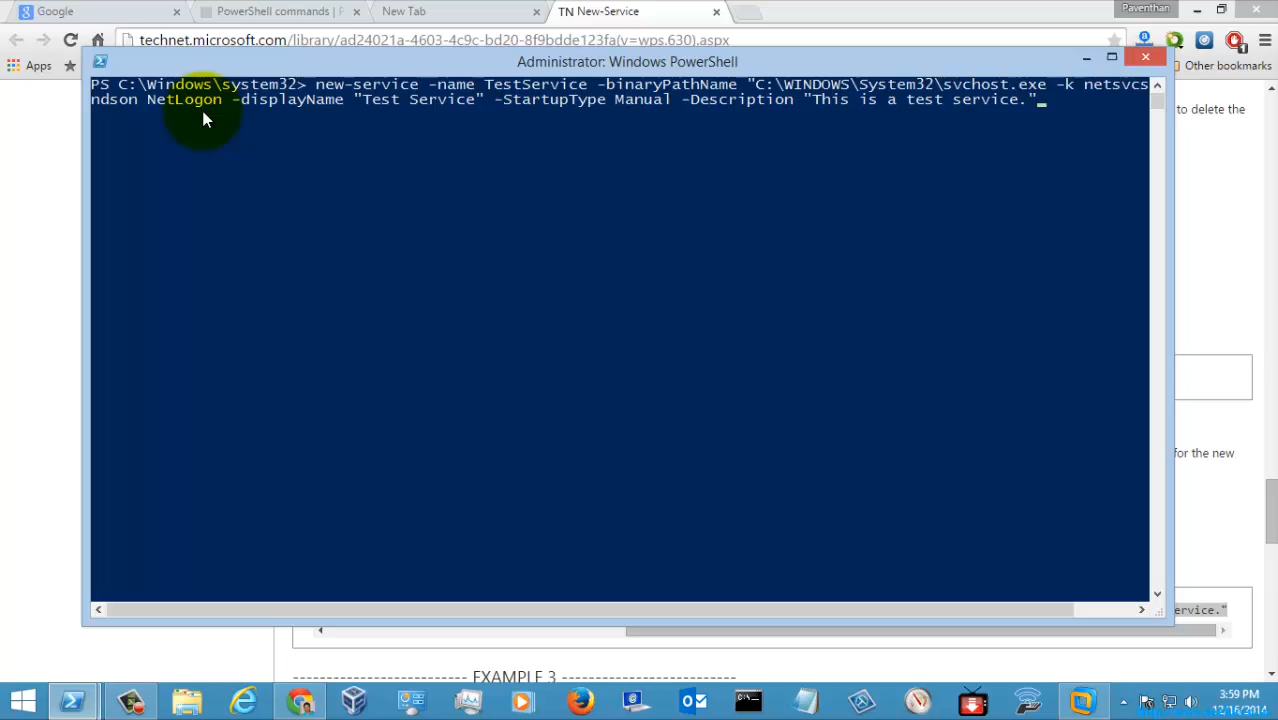 Google
PowerShell commands | P
New Tab
TN New-Service
Paventhan
technet.microsoft.com/library/ad24021a-4603-4c9c-bd20-8f9bdde123fa(v=wps.630).aspx
Apps
Other bookmarks
Administrator: Windows PowerShell
PS C:\Windows\system32> new-service -name TestService -binaryPathName "C:\WINDOWS\System32\svchost.exe -k netsvcs
ndson NetLogon -displayName "Test Service" -StartupType Manual -Description "This is a test service."
to delete the
for the new
ervice."
------------------------- EXAMPLE 3 -------------------------
3:59 PM
12/16/2014